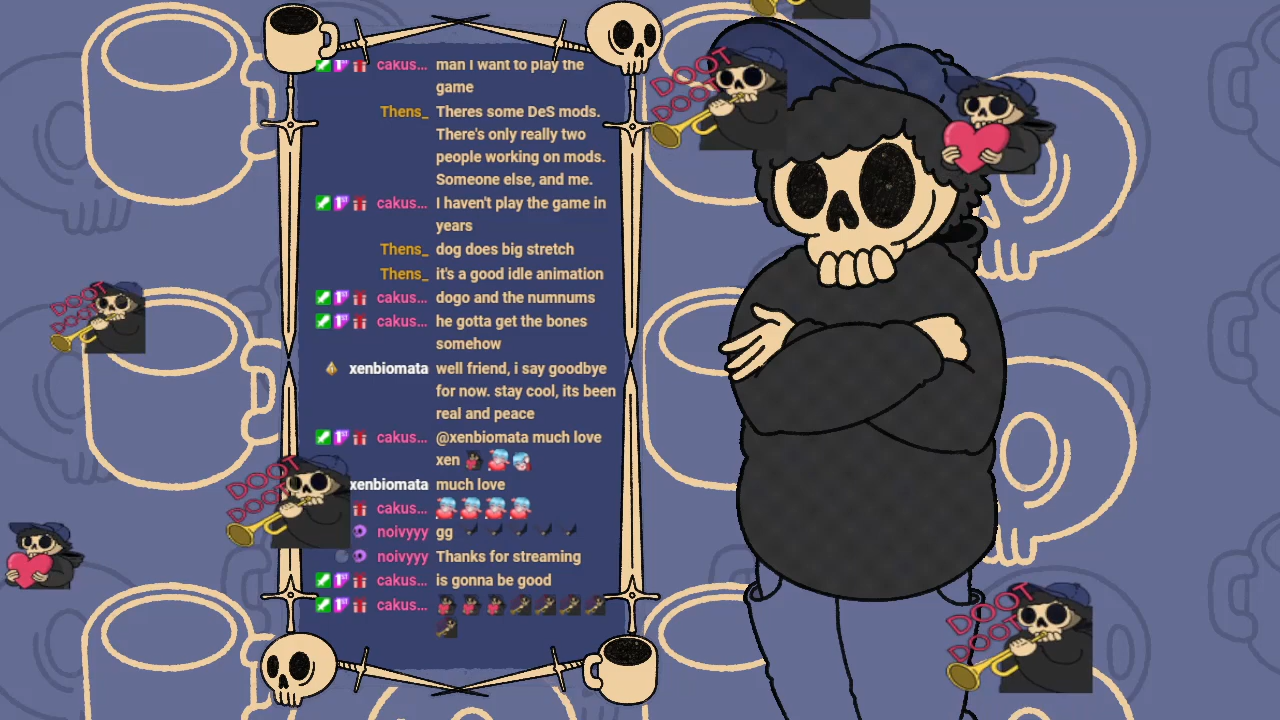 cakus... man I want to play the
game
Thens_ Theres some DeS mods.
There's only really two
people working on mods.
Someone else, and me.
cakus... I haven't play the game in
years
Thens_ dog does big stretch
Thens_ it's a good idle animation
cakus... dogo and the numnums
cakus... he gotta get the bones
somehow
xenbiomata well friend, i say goodbye
for now. stay cool, its been
real and peace
cakus... @xenbiomata much love
xen
xenbiomata much love
cakus...
noivyyy gg
noivyyy Thanks for streaming
cakus... is gonna be good
cakus...
DOOT
DOOT
DOOT
DOOT
DOOT
DOOT
DOOT
DOOT